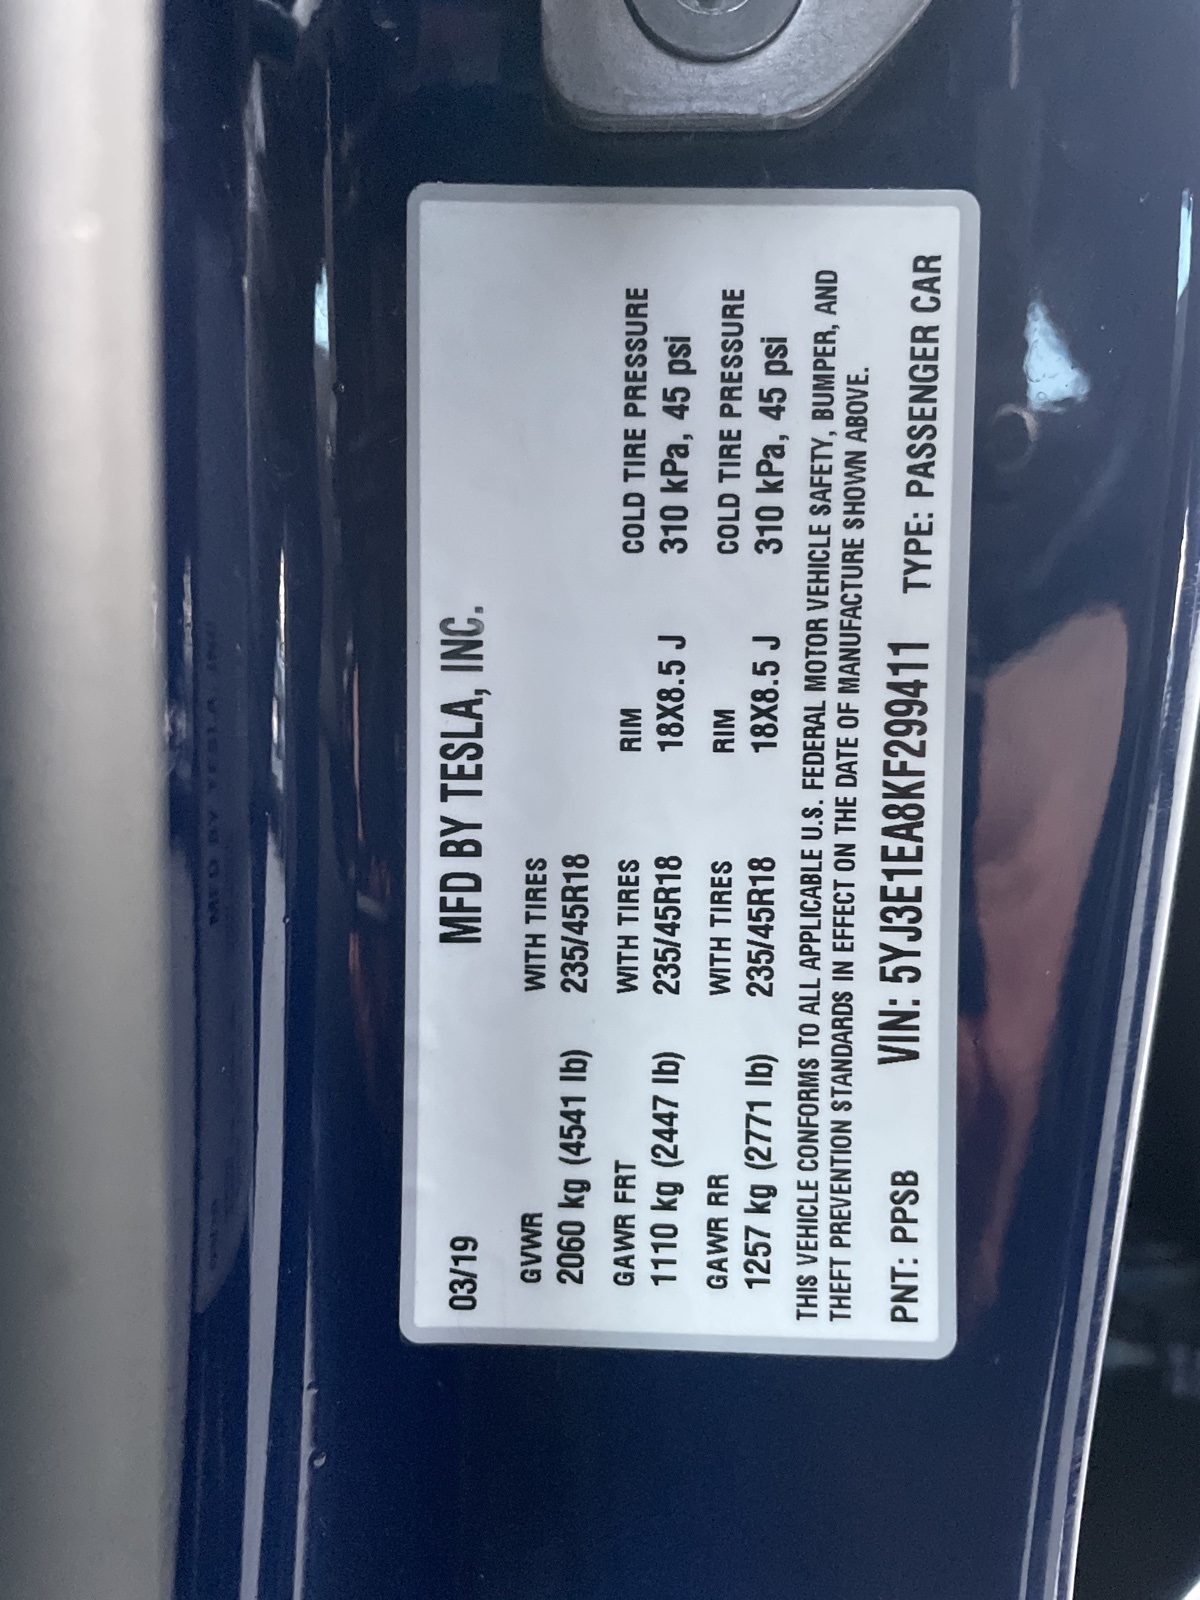 03/19 MFD BY TESLA, INC.
GVWR WITH TIRES
2060 kg (4541 lb) 235/45R18
GAWR FRT WITH TIRES RIM COLD TIRE PRESSURE
1110 kg (2447 lb) 235/45R18 18X8.5 J 310 kPa, 45 psi
GAWR RR WITH TIRES RIM COLD TIRE PRESSURE
1257 kg (2771 lb) 235/45R18 18X8.5 J 310 kPa, 45 psi
THIS VEHICLE CONFORMS TO ALL APPLICABLE U.S. FEDERAL MOTOR VEHICLE SAFETY, BUMPER, AND
THEFT PREVENTION STANDARDS IN EFFECT ON THE DATE OF MANUFACTURE SHOWN ABOVE.
PNT: PPSB VIN: 5YJ3E1EA8KF299411 TYPE: PASSENGER CAR